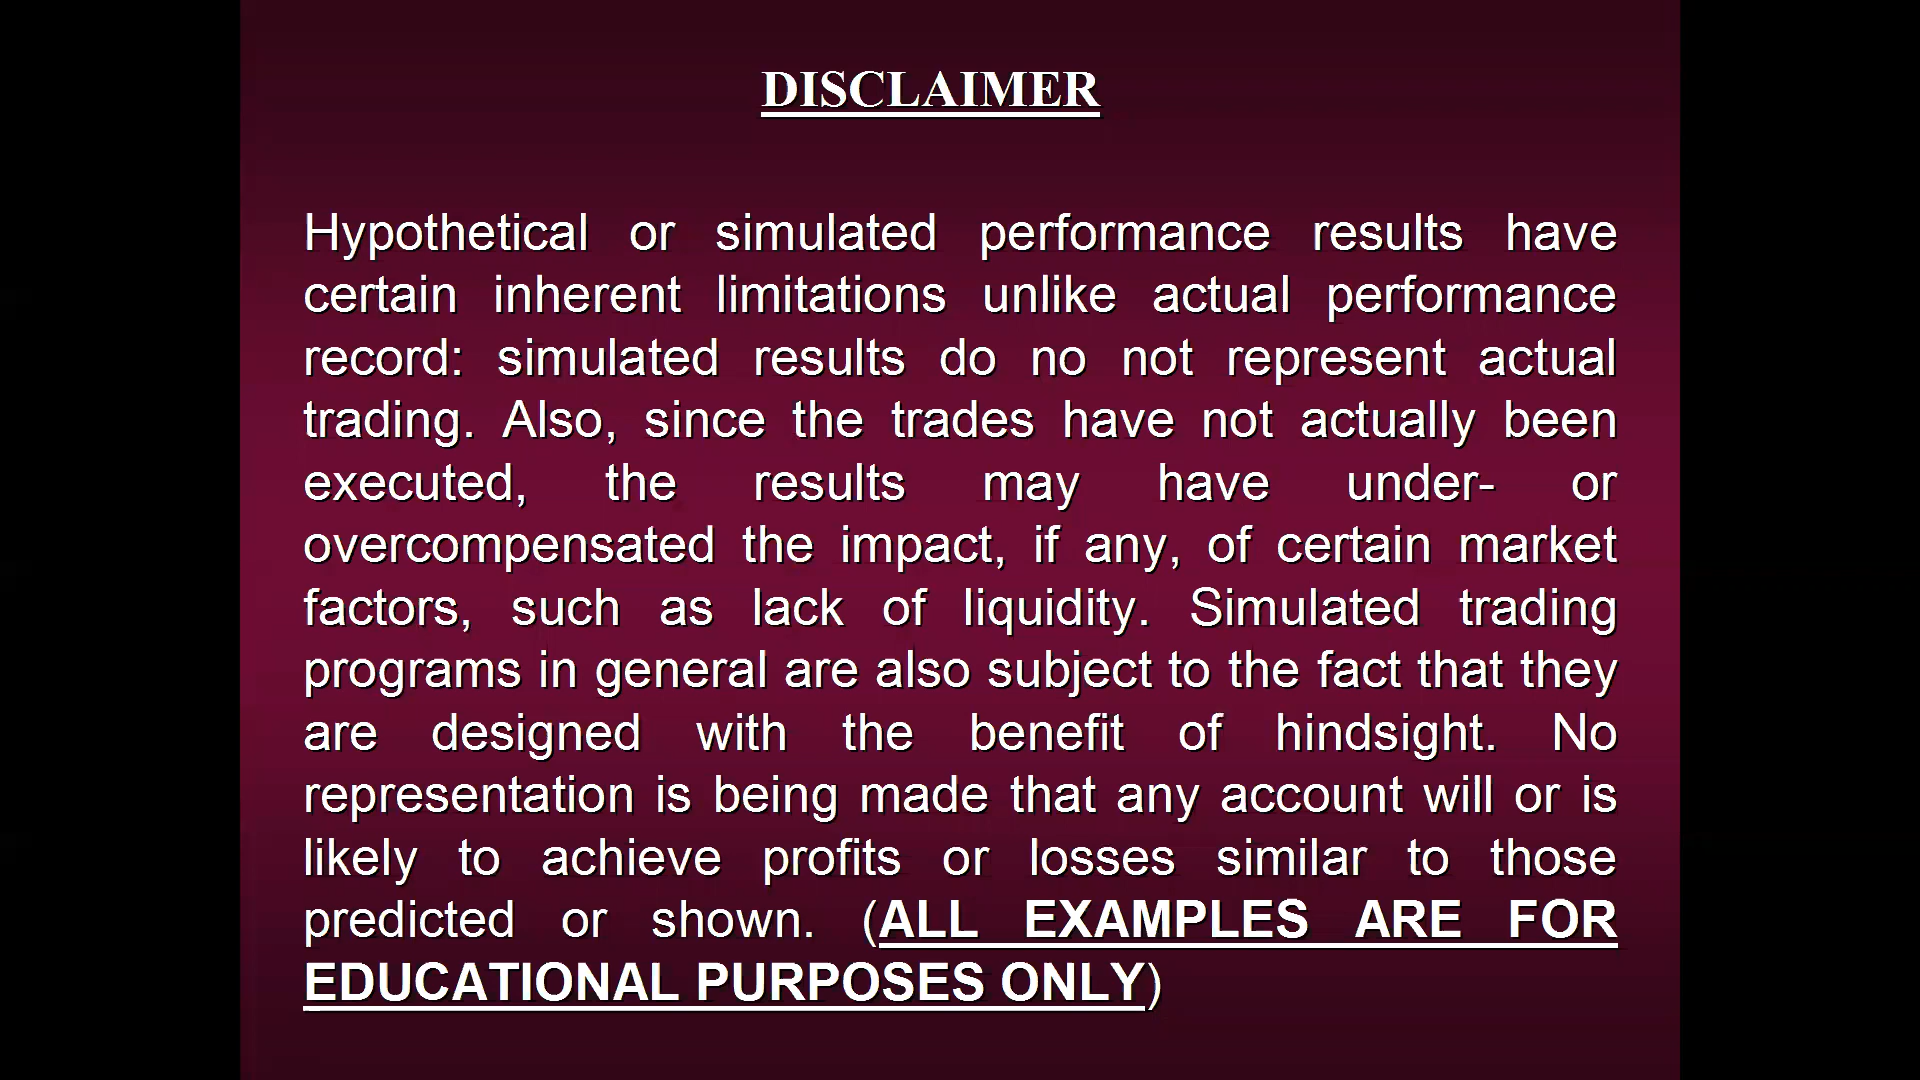 DISCLAIMER
Hypothetical or simulated performance results have
certain inherent limitations unlike actual performance
record: simulated results do no not represent actual
trading. Also, since the trades have not actually been
executed, the results may have under- or
overcompensated the impact, if any, of certain market
factors, such as lack of liquidity. Simulated trading
programs in general are also subject to the fact that they
are designed with the benefit of hindsight. No
representation is being made that any account will or is
likely to achieve profits or losses similar to those
predicted or shown. (ALL EXAMPLES ARE FOR
EDUCATIONAL PURPOSES ONLY)